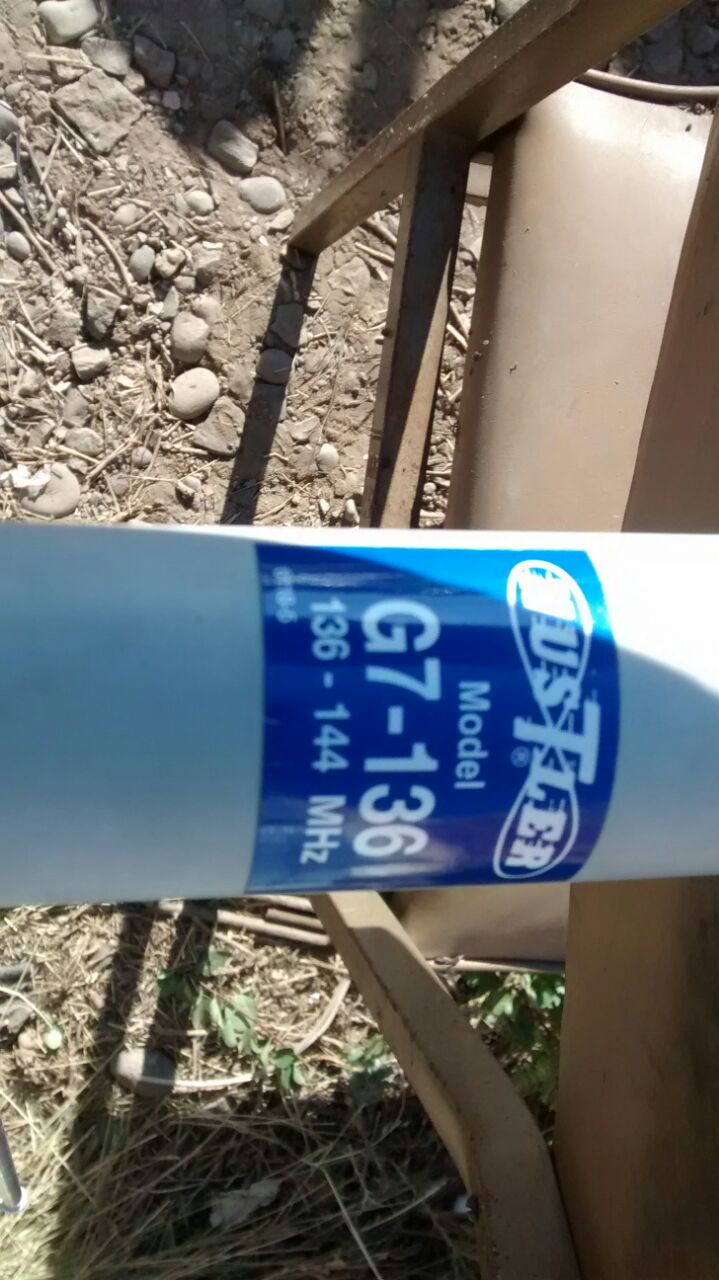 HUSTLER®
Model
G7-136
136 - 144 MHz